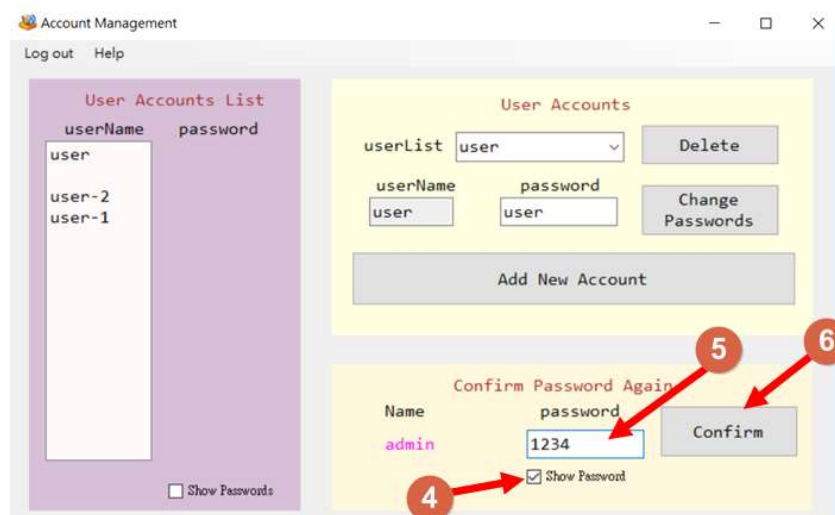 Account Management
Log out Help
User Accounts List
userName password
user
user-2
user-1
Show Passwords
User Accounts
userList user Delete
userName password
user user Change Passwords
Add New Account
5
6
Confirm Password Again
Name password
admin 1234 Confirm
4 Show Password